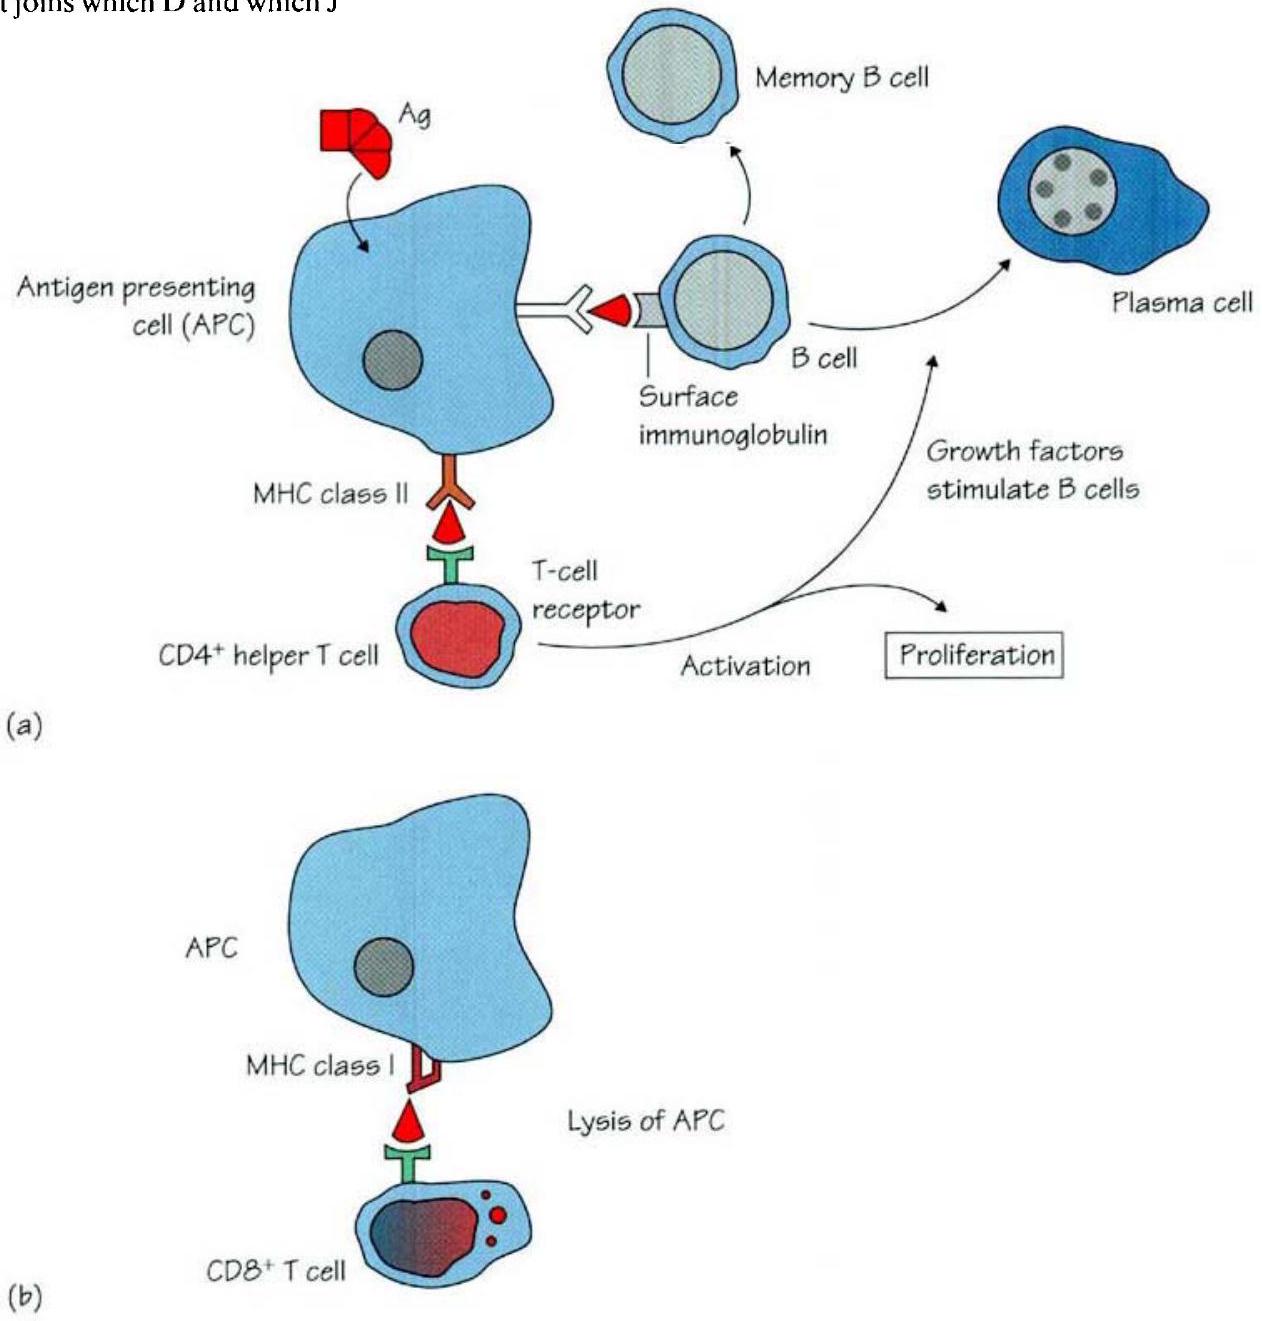 t joins which D and which J
Memory B cell
Ag
Antigen presenting
cell (APC)
Plasma cell
B cell
Surface
immunoglobulin
Growth factors
stimulate B cells
MHC class II
T-cell
receptor
CD4⁺ helper T cell
Activation
Proliferation
(a)
APC
MHC class I
Lysis of APC
CD8⁺ T cell
(b)